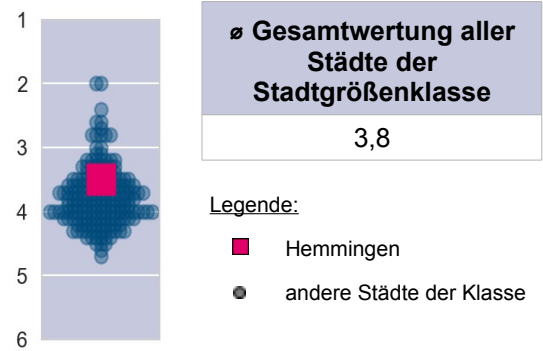 1
2
3
4
5
6
⌀ Gesamtwertung aller
Städte der
Stadtgrößenklasse
3,8
Legende:
Hemmingen
andere Städte der Klasse